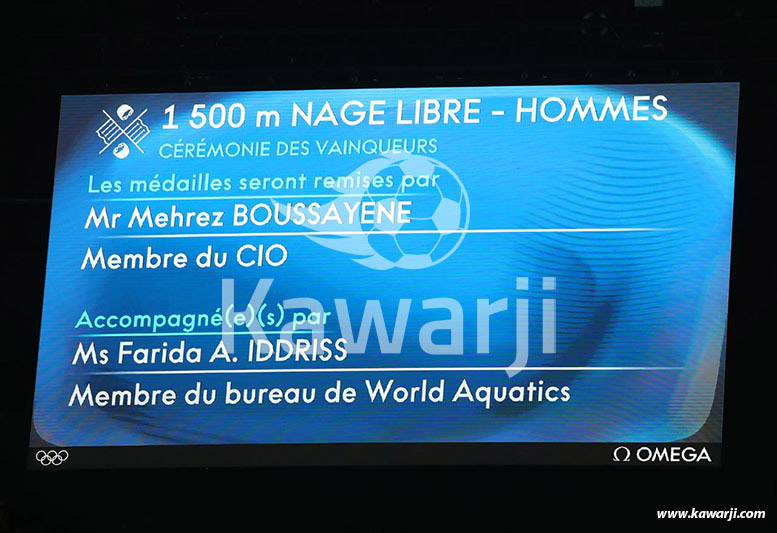 1 500 m NAGE LIBRE - HOMMES
CÉRÉMONIE DES VAINQUEURS
Les médailles seront remises par
Mr Mehrez BOUSSAYENE
Membre du CIO
Kawarji
Accompagné(e)(s) par
Ms Farida A. IDDRISS
Membre du bureau de World Aquatics
Ω OMEGA
www.kawarji.com